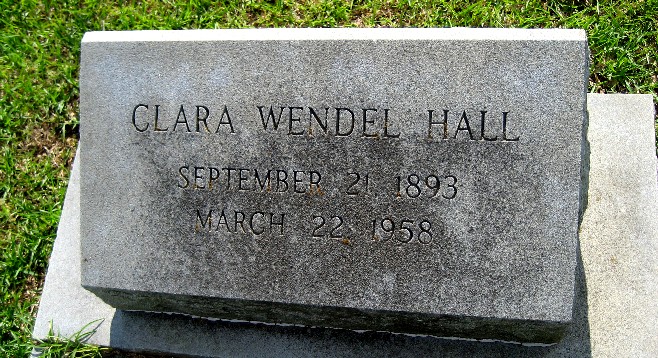 CLARA WENDEL HALL
SEPTEMBER 21, 1893
MARCH 22, 1958